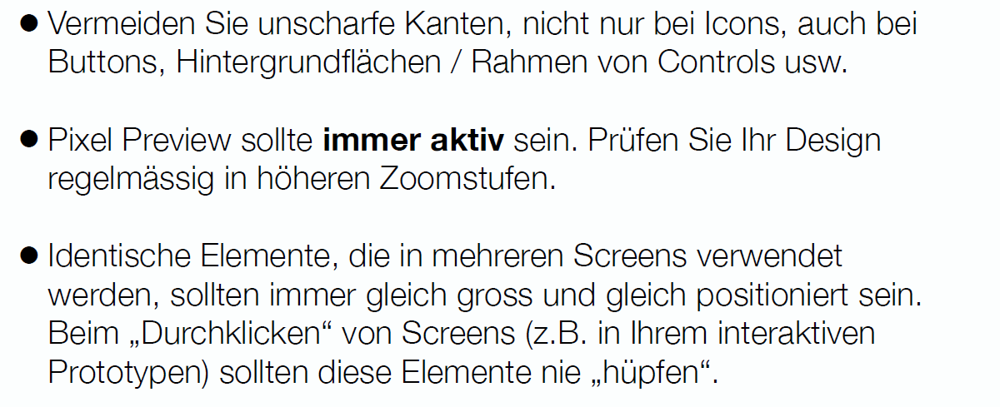 ● Vermeiden Sie unscharfe Kanten, nicht nur bei Icons, auch bei
Buttons, Hintergrundflächen / Rahmen von Controls usw.
● Pixel Preview sollte immer aktiv sein. Prüfen Sie Ihr Design
regelmässig in höheren Zoomstufen.
● Identische Elemente, die in mehreren Screens verwendet
werden, sollten immer gleich gross und gleich positioniert sein.
Beim „Durchklicken“ von Screens (z.B. in Ihrem interaktiven
Prototypen) sollten diese Elemente nie „hüpfen“.